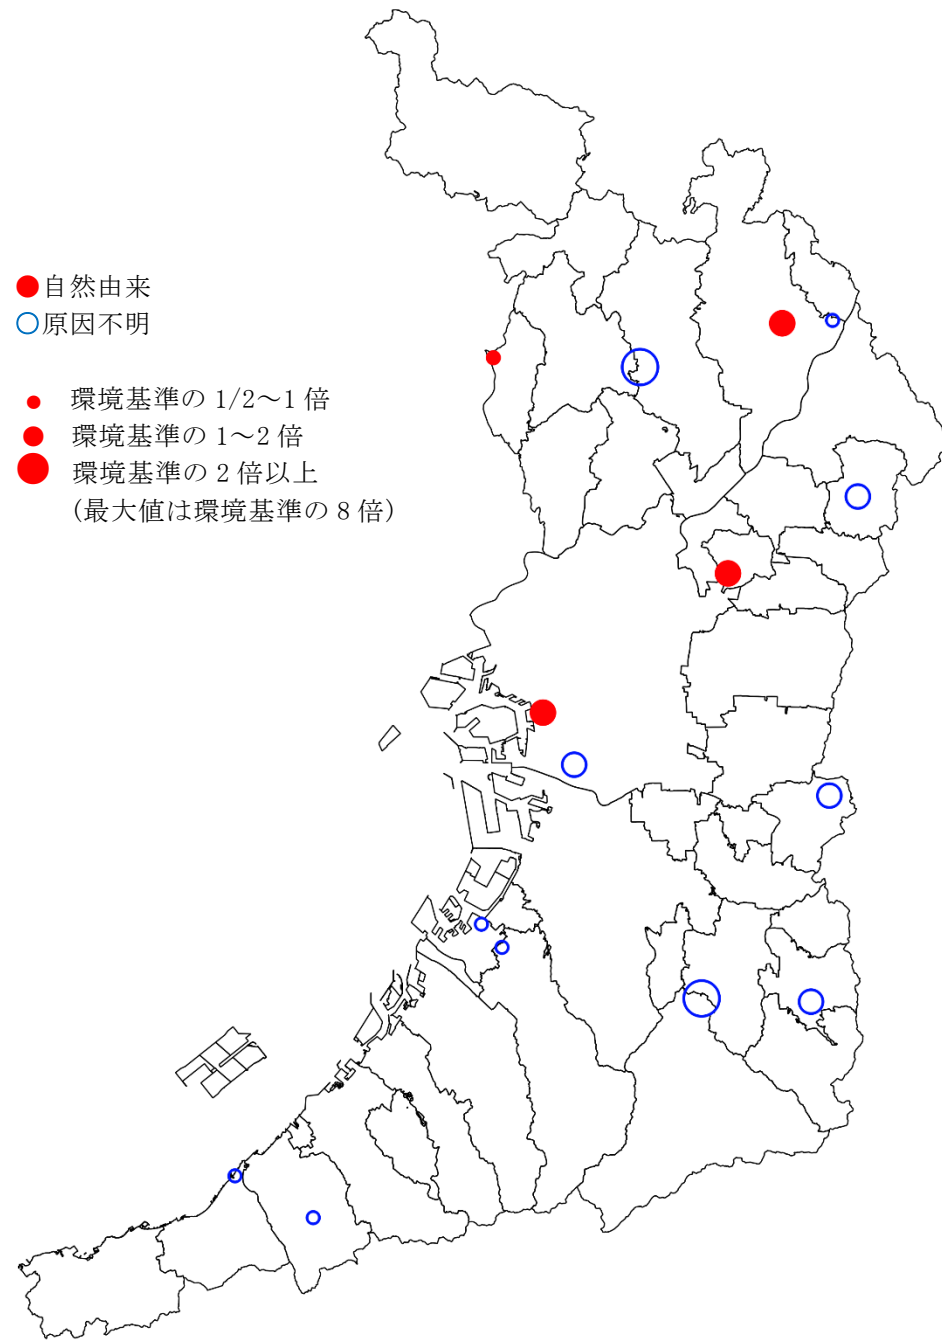 自然由来
原因不明
環境基準の 1/2～1 倍
環境基準の 1～2 倍
環境基準の 2 倍以上
(最大値は環境基準の 8 倍)